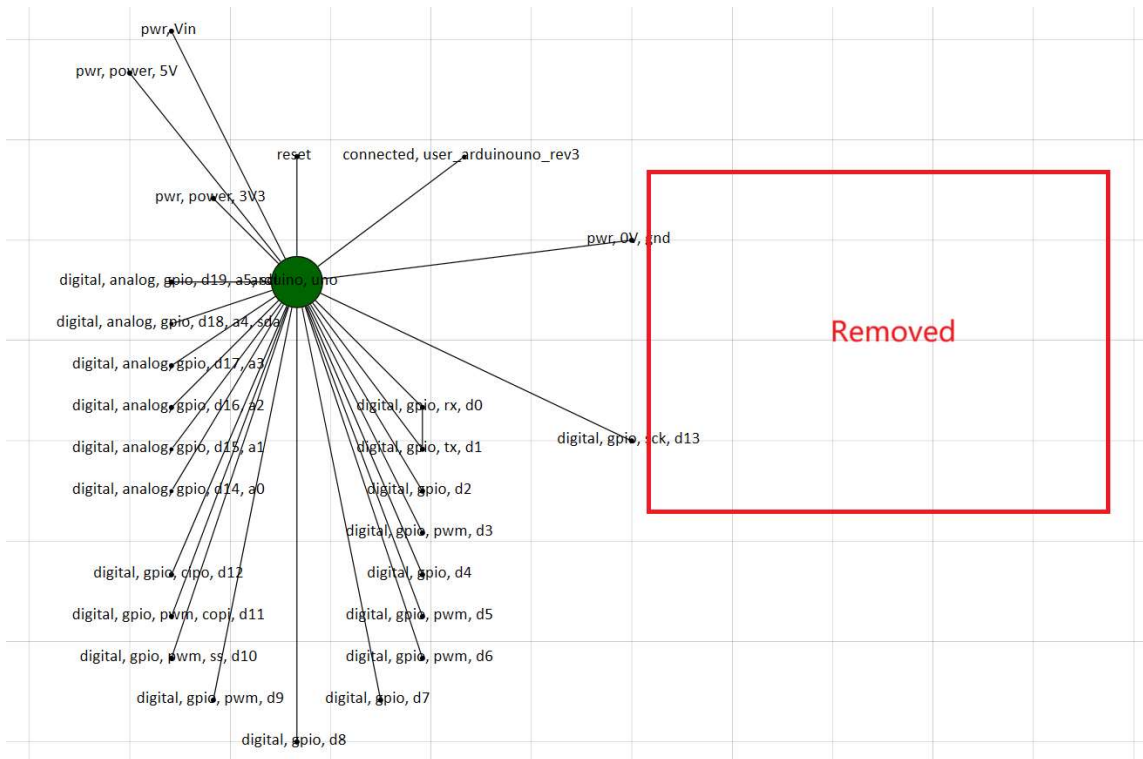 pwr, Vin
pwr, power, 5V
reset
connected, user_arduinouno_rev3
pwr, power, 3V3
pwr, 0V, gnd
digital, analog, gpio, d19, a5, scl
arduino, uno
digital, analog, gpio, d18, a4, sda
Removed
digital, analog, gpio, d17, a3
digital, analog, gpio, d16, a2
digital, gpio, rx, d0
digital, gpio, sck, d13
digital, analog, gpio, d15, a1
digital, gpio, tx, d1
digital, analog, gpio, d14, a0
digital, gpio, d2
digital, gpio, pwm, d3
digital, gpio, cipo, d12
digital, gpio, d4
digital, gpio, pwm, copi, d11
digital, gpio, pwm, d5
digital, gpio, pwm, ss, d10
digital, gpio, pwm, d6
digital, gpio, pwm, d9
digital, gpio, d7
digital, gpio, d8